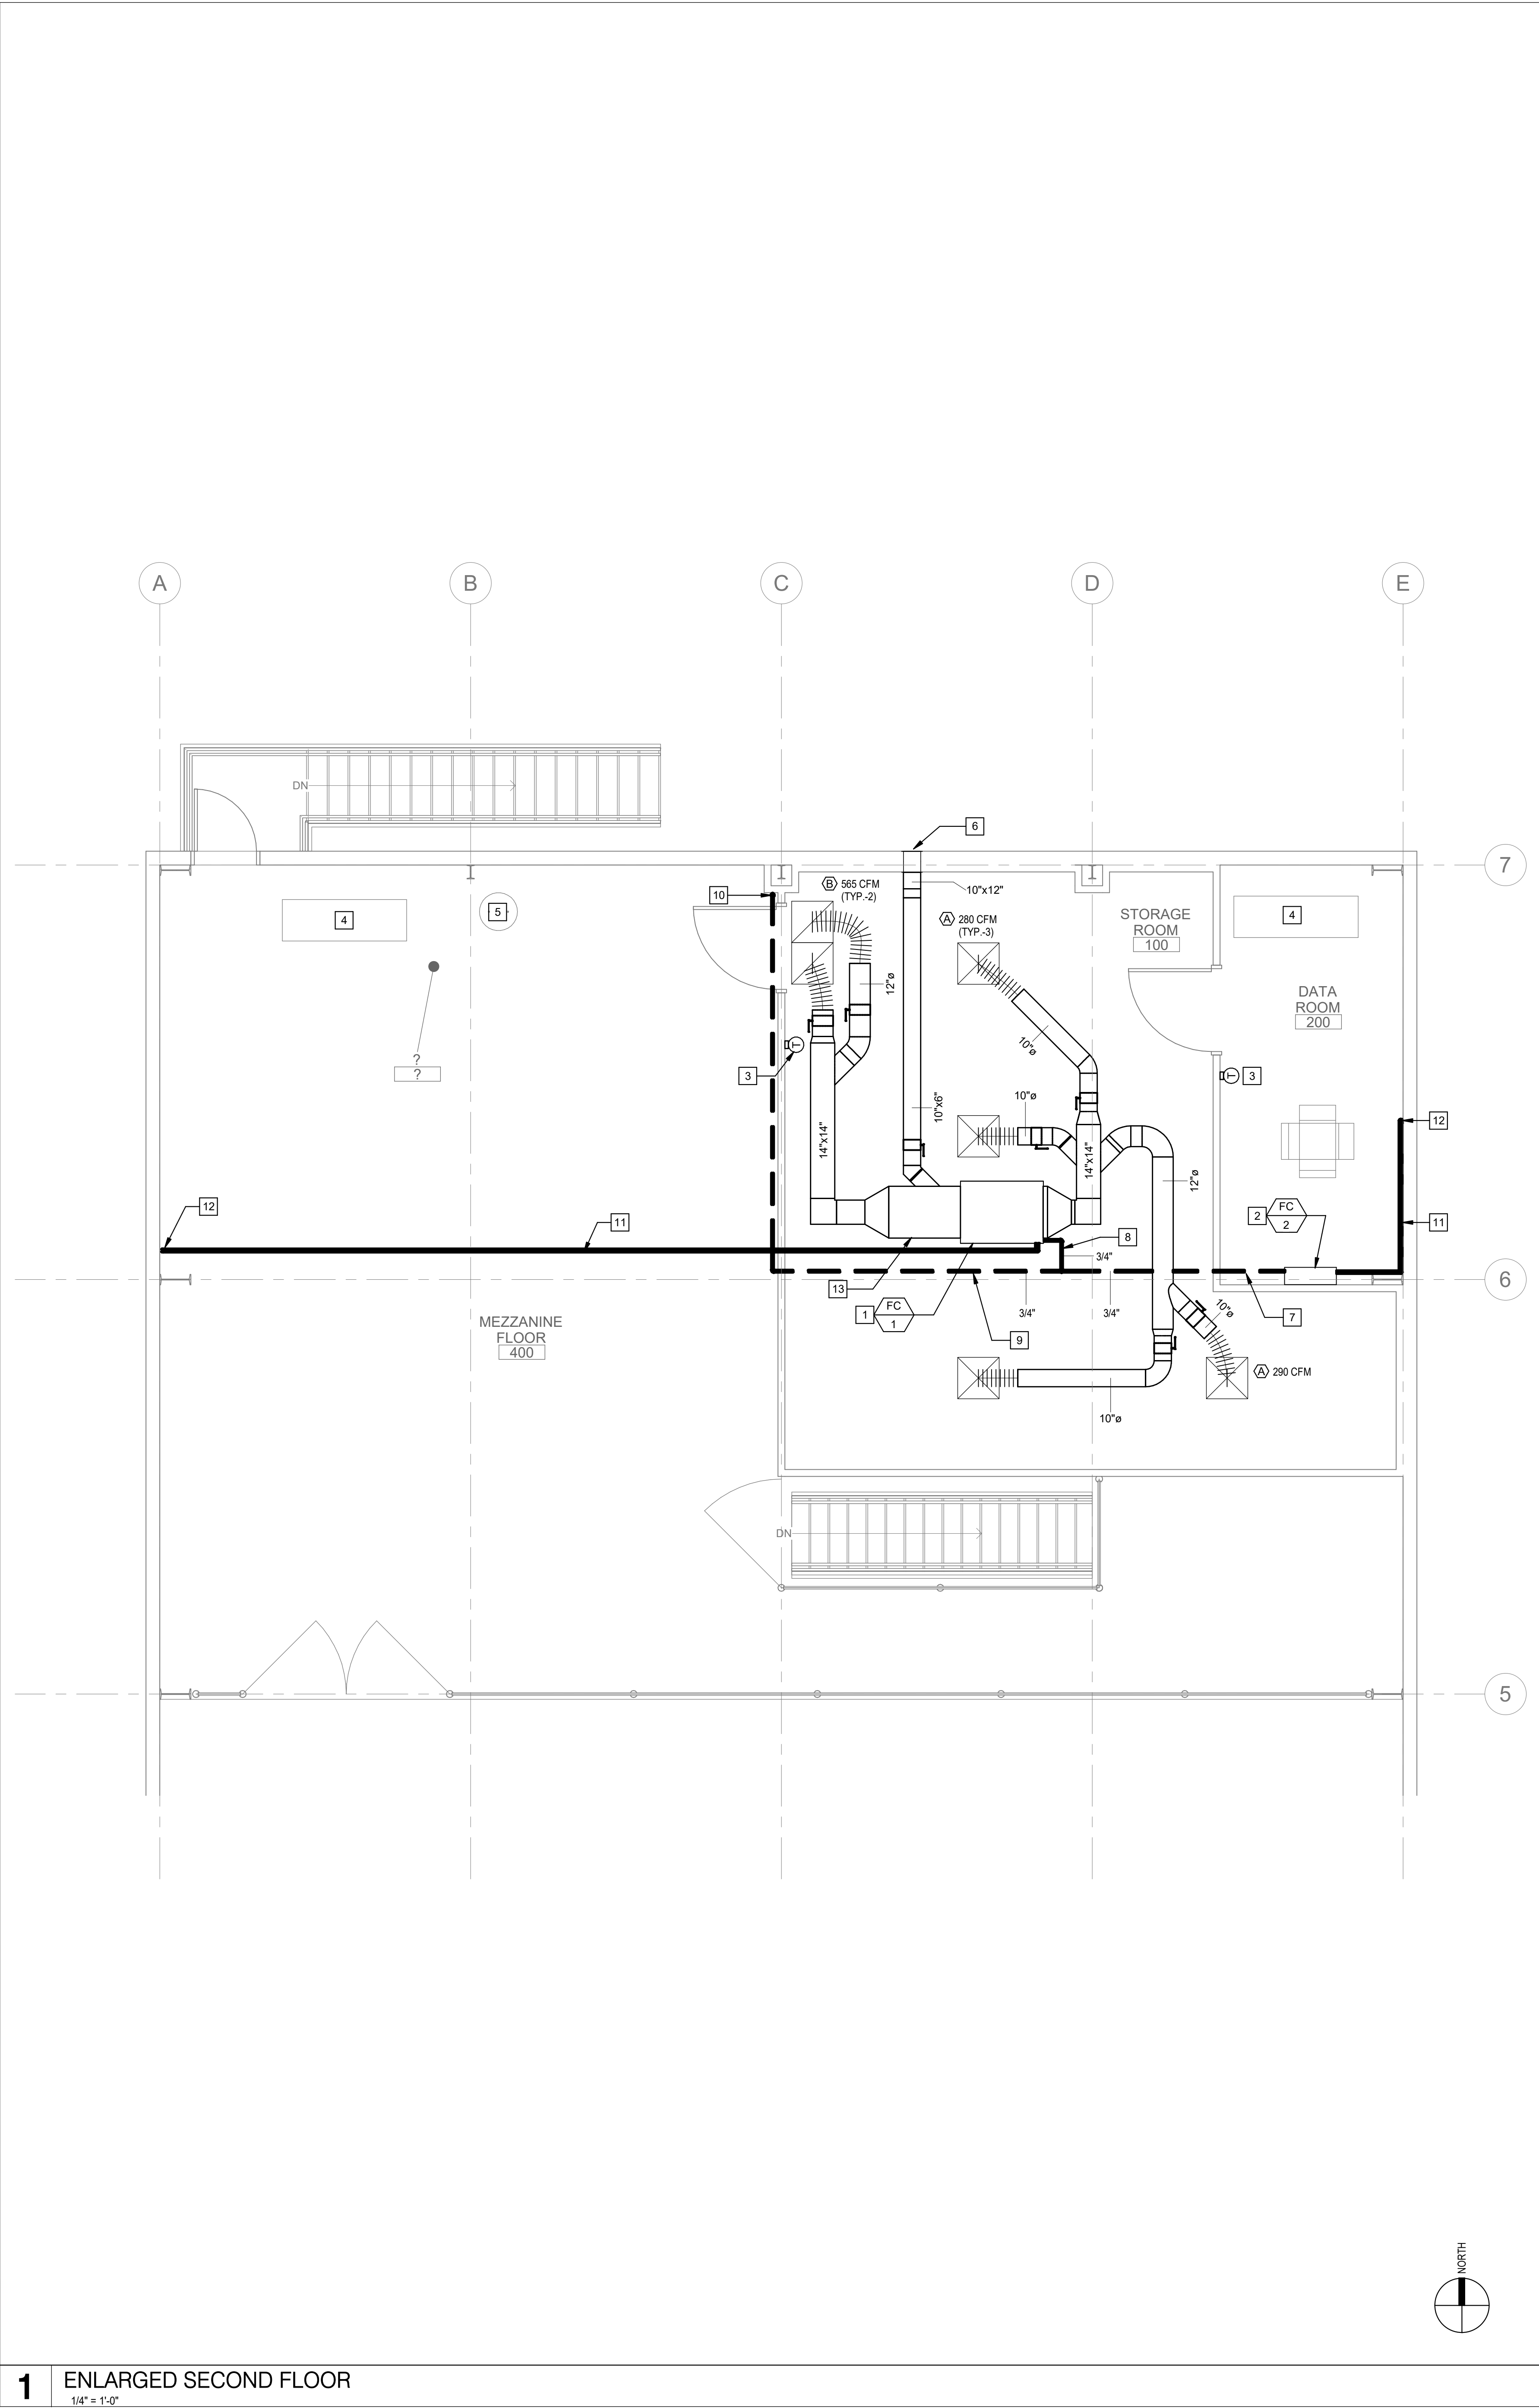 A
B
C
D
E
DN
6
7
B 565 CFM
(TYP.-2)
10"x12"
10
4
5
A 280 CFM
(TYP.-3)
STORAGE
ROOM
100
4
12"ø
DATA
ROOM
200
10"ø
?
?
3
3
10"ø
10"x6"
14"x14"
14"x14"
12
12"ø
12
11
2
FC
2
11
8
3/4"
6
13
1
FC
1
3/4"
3/4"
10"ø
7
MEZZANINE
FLOOR
400
9
A 290 CFM
10"ø
DN
5
NORTH
1
ENLARGED SECOND FLOOR
1/4" = 1'-0"